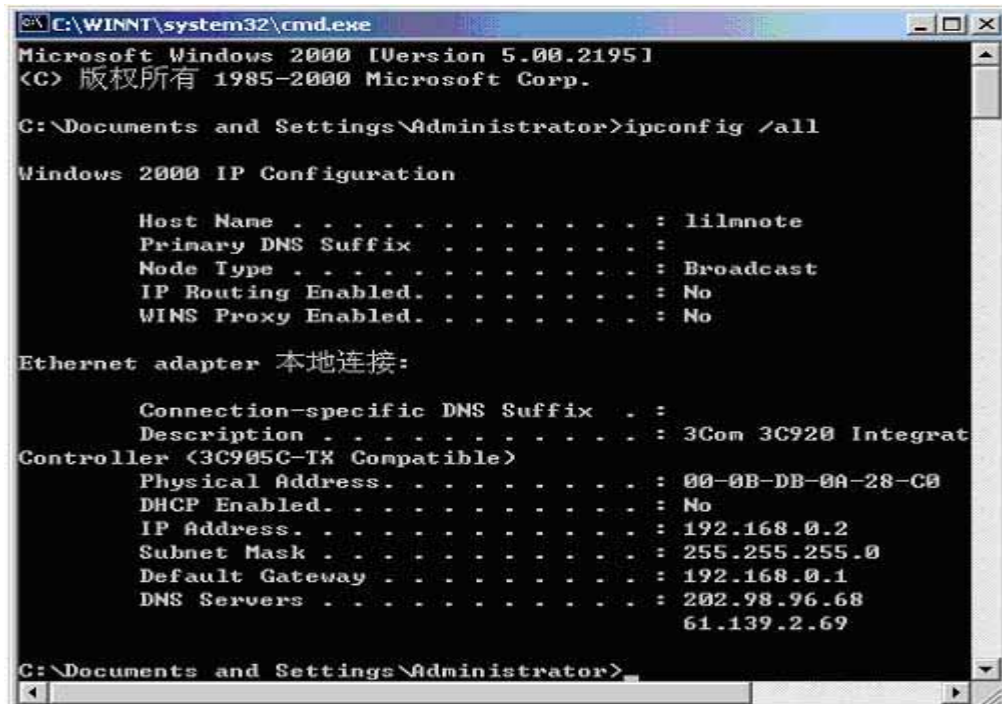 C:\WINNT\system32\cmd.exe
Microsoft Windows 2000 [Version 5.00.2195]
(C) 版权所有 1985-2000 Microsoft Corp.
C:\Documents and Settings\Administrator>ipconfig /all
Windows 2000 IP Configuration
Host Name . . . . . . . . . . . . : lilmnote
Primary DNS Suffix . . . . . . . :
Node Type . . . . . . . . . . . . : Broadcast
IP Routing Enabled. . . . . . . . : No
WINS Proxy Enabled. . . . . . . . : No
Ethernet adapter 本地连接:
Connection-specific DNS Suffix . :
Description . . . . . . . . . . . : 3Com 3C920 Integrat
Controller (3C905C-TX Compatible)
Physical Address. . . . . . . . . : 00-0B-DB-0A-28-C0
DHCP Enabled. . . . . . . . . . . : No
IP Address. . . . . . . . . . . . : 192.168.0.2
Subnet Mask . . . . . . . . . . . : 255.255.255.0
Default Gateway . . . . . . . . . : 192.168.0.1
DNS Servers . . . . . . . . . . . : 202.98.96.68
61.139.2.69
C:\Documents and Settings\Administrator>_